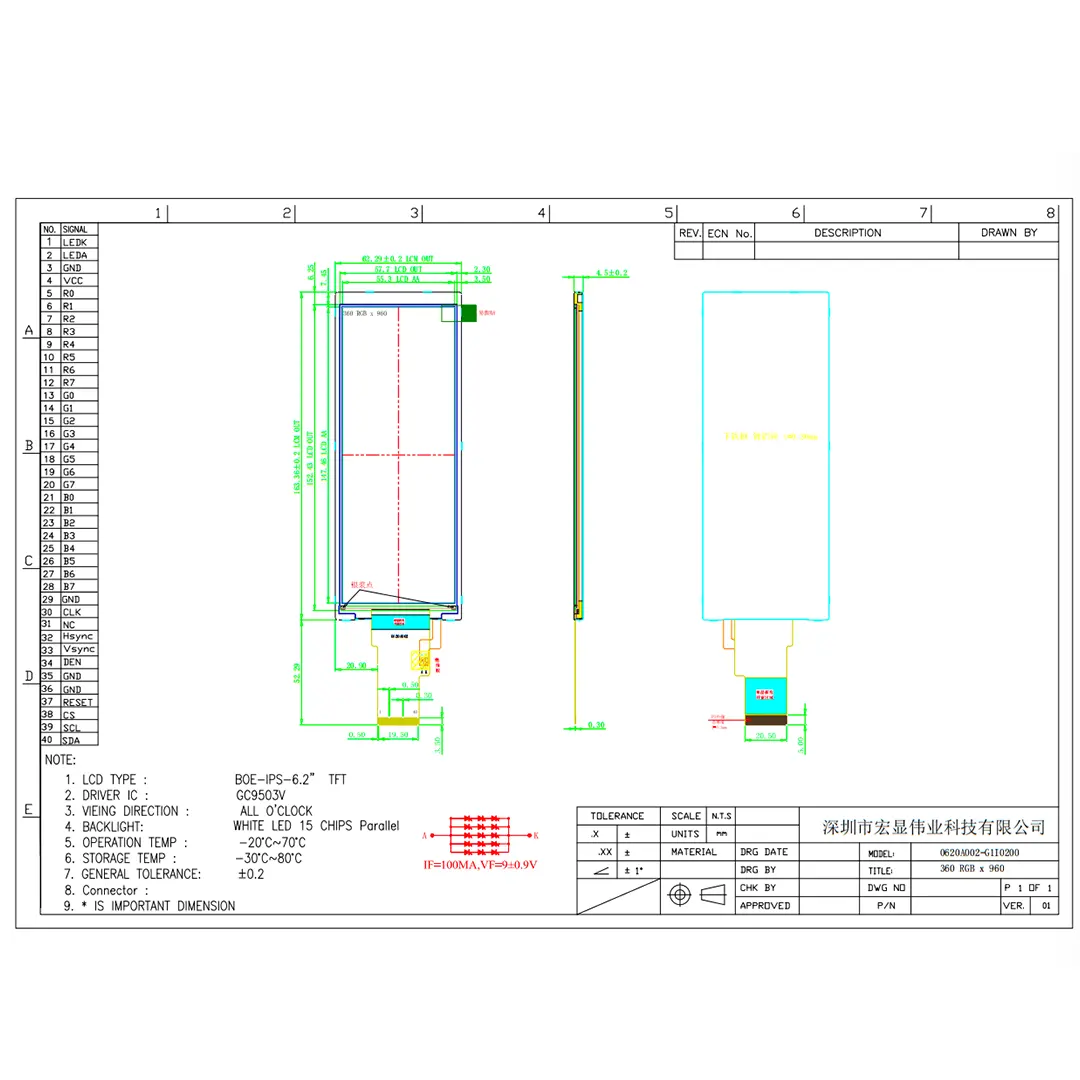 1 2 3 4 5 6 7 8
A
B
C
D
E
NO. SIGNAL
1 LEDK
2 LEDA
3 GND
4 VCC
5 R0
6 R1
7 R2
8 R3
9 R4
10 R5
11 R6
12 R7
13 G0
14 G1
15 G2
16 G3
17 G4
18 G5
19 G6
20 G7
21 B0
22 B1
23 B2
24 B3
25 B4
26 B5
27 B6
28 B7
29 GND
30 CLK
31 NC
32 Hsync
33 Vsync
34 DEN
35 GND
36 GND
37 RESET
38 CS
39 SCL
40 SDA
REV. ECN No. DESCRIPTION DRAWN BY
62.29±0.2 LCM OUT
57.7 LCD OUT
55.3 LCD AA
2.30
3.50
6.25
7.45
360 RGB x 960
163.36±0.2 LCM OUT
152.43 LCD OUT
147.46 LCD AA
52.29
20.90
0.50
0.50
19.50
3.50
4.5±0.2
0.30
20.50
5.05
NOTE:
1. LCD TYPE : BOE-IPS-6.2" TFT
2. DRIVER IC : GC9503V
3. VIEING DIRECTION : ALL O'CLOCK
4. BACKLIGHT: WHITE LED 15 CHIPS Parallel
5. OPERATION TEMP : -20°C~70°C
6. STORAGE TEMP : -30°C~80°C
7. GENERAL TOLERANCE: ±0.2
8. Connector :
9. * IS IMPORTANT DIMENSION
A K
IF=100MA,VF=9±0.9V
TOLERANCE SCALE N.T.S
.X ± UNITS mm
.XX ± MATERIAL DRG DATE
± 1° DRG BY
CHK BY
APPROVED
深圳市宏显伟业科技有限公司
MODEL: 0620A002-G1I0200
TITLE: 360 RGB x 960
DWG NO P 1 OF 1
P/N VER. 01